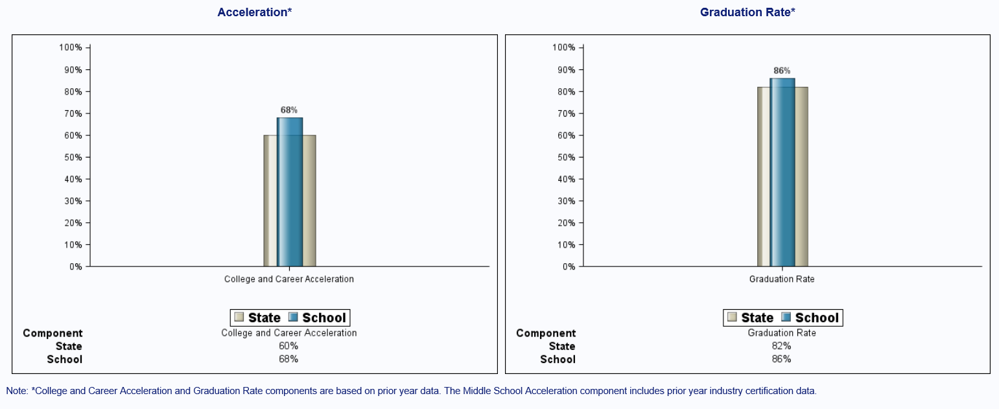 Acceleration*
100%
90%
80%
70%
60%
50%
40%
30%
20%
10%
0%
68%
College and Career Acceleration
State School
Component College and Career Acceleration
State 60%
School 68%
Graduation Rate*
100%
90%
80%
70%
60%
50%
40%
30%
20%
10%
0%
86%
Graduation Rate
State School
Component Graduation Rate
State 82%
School 86%
Note: *College and Career Acceleration and Graduation Rate components are based on prior year data. The Middle School Acceleration component includes prior year industry certification data.